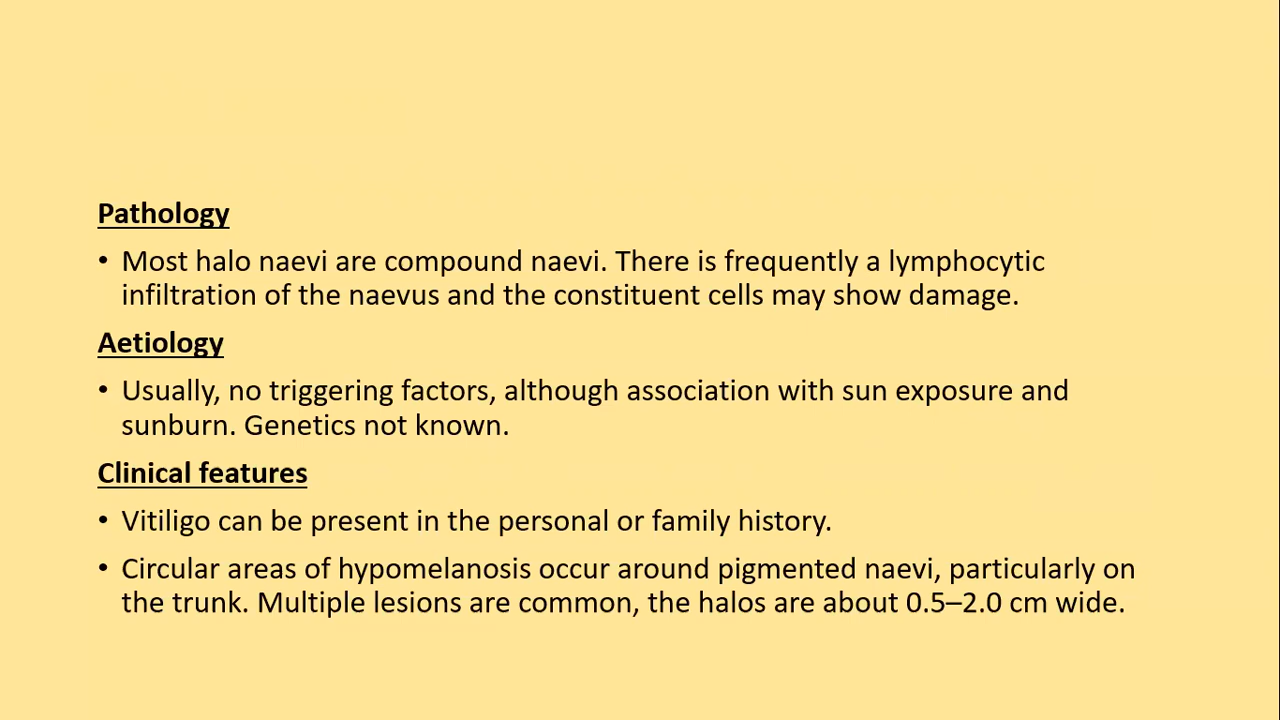 Pathology
• Most halo naevi are compound naevi. There is frequently a lymphocytic
infiltration of the naevus and the constituent cells may show damage.
Aetiology
• Usually, no triggering factors, although association with sun exposure and
sunburn. Genetics not known.
Clinical features
• Vitiligo can be present in the personal or family history.
• Circular areas of hypomelanosis occur around pigmented naevi, particularly on
the trunk. Multiple lesions are common, the halos are about 0.5–2.0 cm wide.